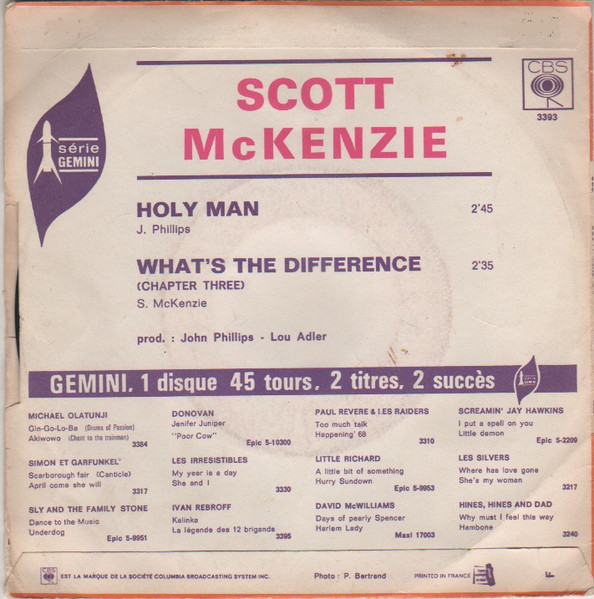 SCOTT
McKENZIE
CBS
3393
série
GEMINI
HOLY MAN 2'45
J. Phillips
WHAT'S THE DIFFERENCE 2'35
(CHAPTER THREE)
S. McKenzie
prod. : John Phillips - Lou Adler
GEMINI. 1 disque 45 tours. 2 titres. 2 succès
MICHAEL OLATUNJI
Gin-Go-Lo-Ba (Drums of Passion)
Akiwowo (Chant to the trainman)
3384
DONOVAN
Jenifer Juniper
"Poor Cow"
Epic 5-10300
PAUL REVERE & LES RAIDERS
Too much talk
Happening' 68
3310
SCREAMIN' JAY HAWKINS
I put a spell on you
Little demon
Epic 5-2209
SIMON ET GARFUNKEL'
Scarborough fair (Canticle)
April come she will
3317
LES IRRESISTIBLES
My year is a day
She and I
3330
LITTLE RICHARD
A little bit of something
Hurry Sundown
Epic 5-9953
LES SILVERS
Where has love gone
She's my woman
3217
SLY AND THE FAMILY STONE
Dance to the Music
Underdog
Epic 5-9951
IVAN REBROFF
Kalinka
La légende des 12 brigands
3395
DAVID McWILLIAMS
Days of pearly Spencer
Harlem Lady
Maxl 17003
HINES, HINES AND DAD
Why must I feel this way
Hambone
3240
CBS EST LA MARQUE DE LA SOCIÉTÉ COLUMBIA BROADCASTING SYSTEM INC.
Photo : P. Bertrend
PRINTED IN FRANCE
F